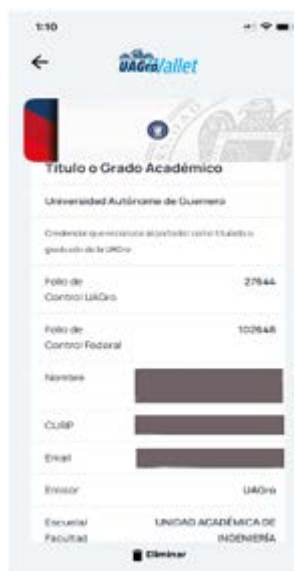 1:10
UAGroWallet
Título o Grado Académico
Universidad Autónoma de Guerrero
Credencial que reconoce al portador como titulado o
graduado de la UAGro
Folio de
Control UAGro
27644
Folio de
Control Federal
102648
Nombre
CURP
Email
Emisor
UAGro
Escuela/
Facultad
UNIDAD ACADÉMICA DE
INGENIERÍA
Eliminar